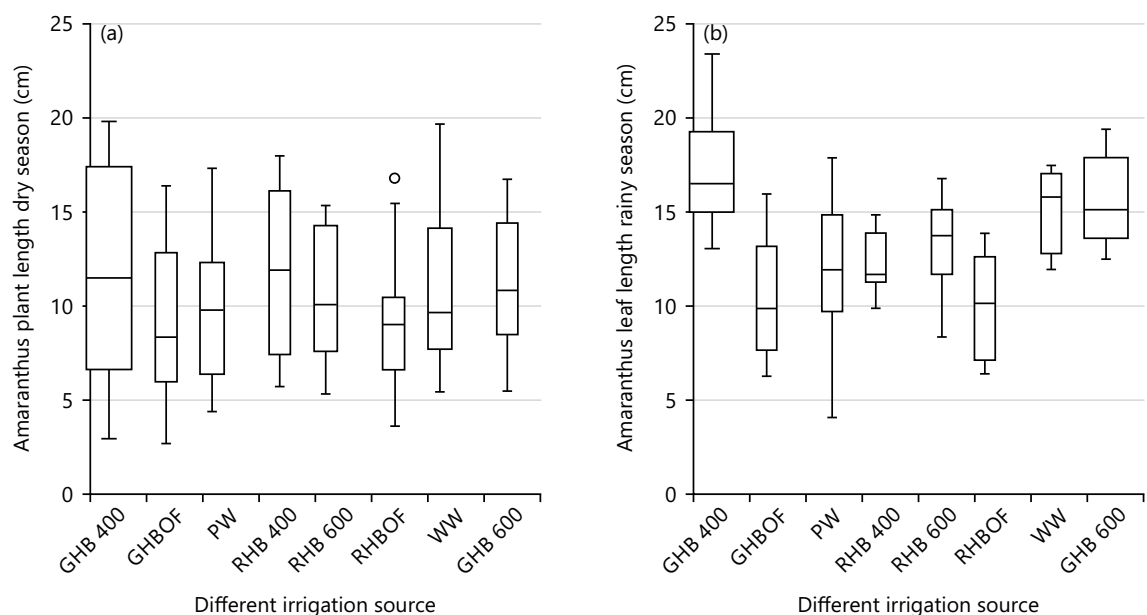 (a)
Amaranthus plant length dry season (cm)
25
20
15
10
5
0
GHB 400
GHBOF
PW
RHB 400
RHB 600
RHBOF
WW
GHB 600
Different irrigation source
(b)
Amaranthus leaf length rainy season (cm)
25
20
15
10
5
0
GHB 400
GHBOF
PW
RHB 400
RHB 600
RHBOF
WW
GHB 600
Different irrigation source